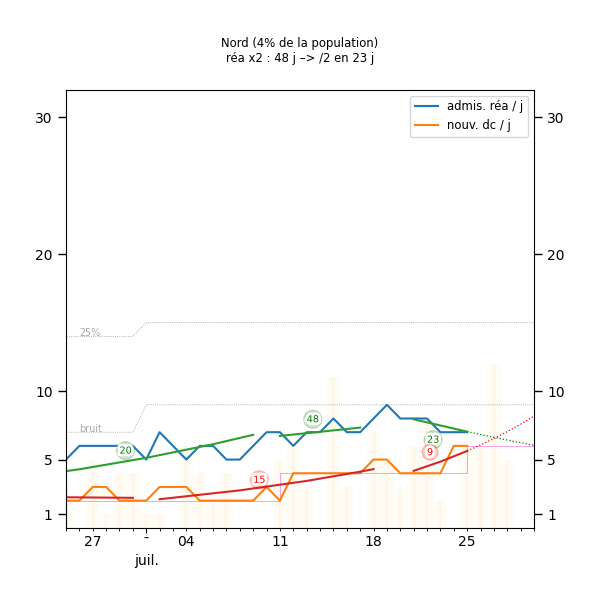 Nord (4% de la population)
réa x2 : 48 j –> /2 en 23 j
admis. réa / j
nouv. dc / j
30 30
20 20
25%
10 10
bruit
48
20
23
9
5 5
15
1 1
27 - 04 11 18 25
juil.